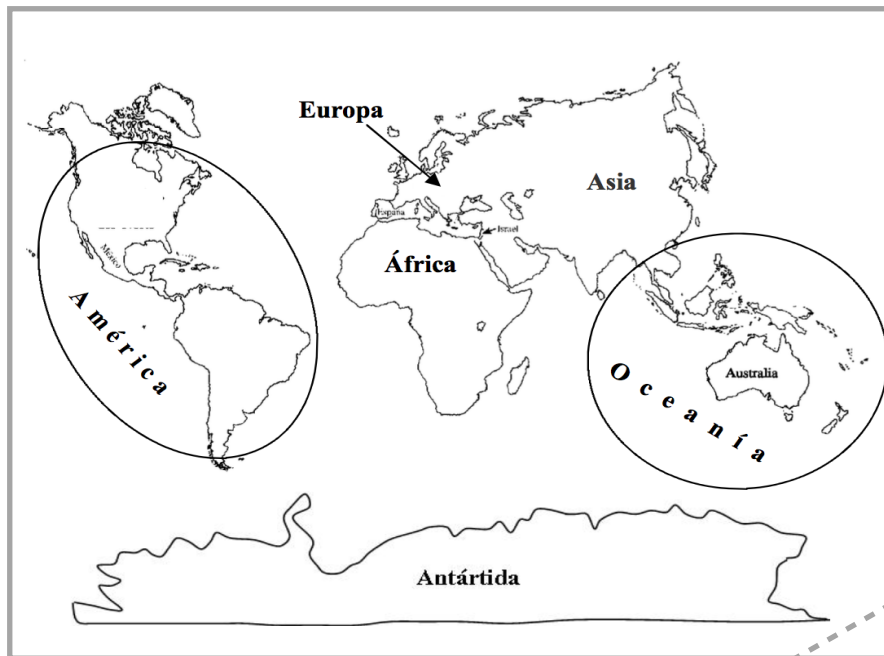 Europa
Asia
España
Israel
África
México
América
Australia
Oceanía
Antártida